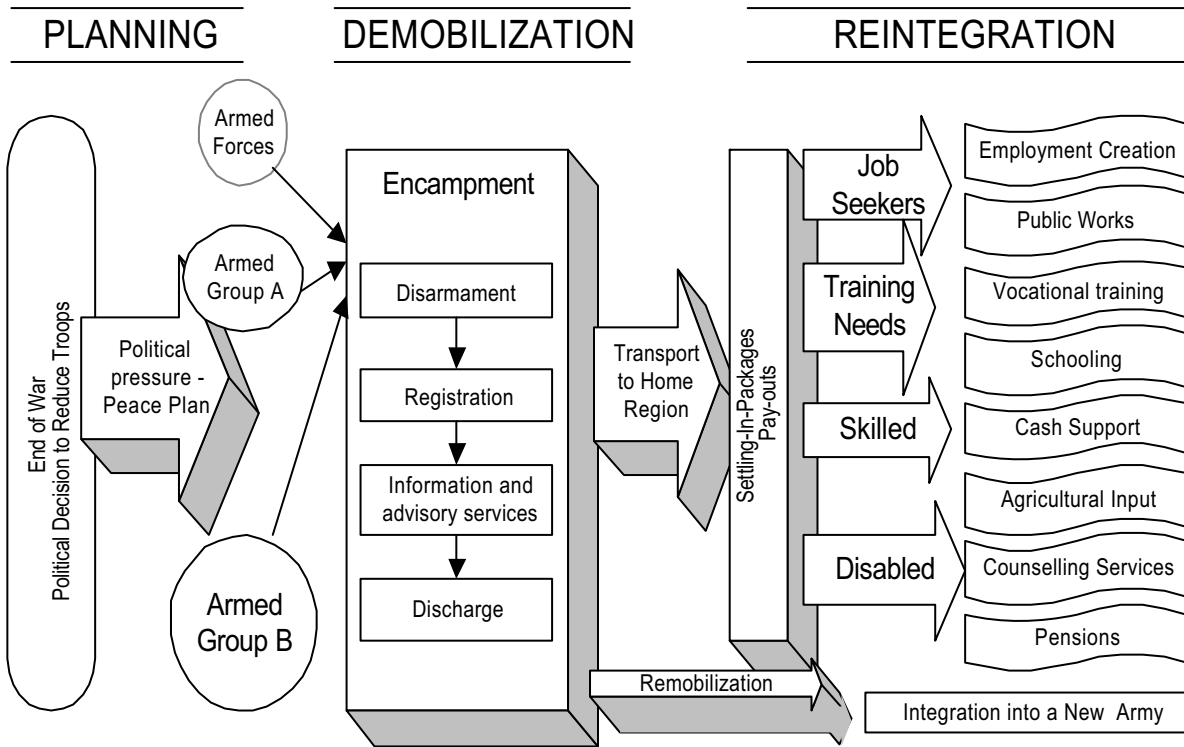 PLANNING
DEMOBILIZATION
REINTEGRATION
End of War
Political Decision to Reduce Troops
Political
pressure -
Peace Plan
Armed
Forces
Armed
Group A
Armed
Group B
Encampment
Disarmament
Registration
Information and
advisory services
Discharge
Transport
to Home
Region
Remobilization
Settling-In-Packages
Pay-outs
Job
Seekers
Training
Needs
Skilled
Disabled
Employment Creation
Public Works
Vocational training
Schooling
Cash Support
Agricultural Input
Counselling Services
Pensions
Integration into a New Army